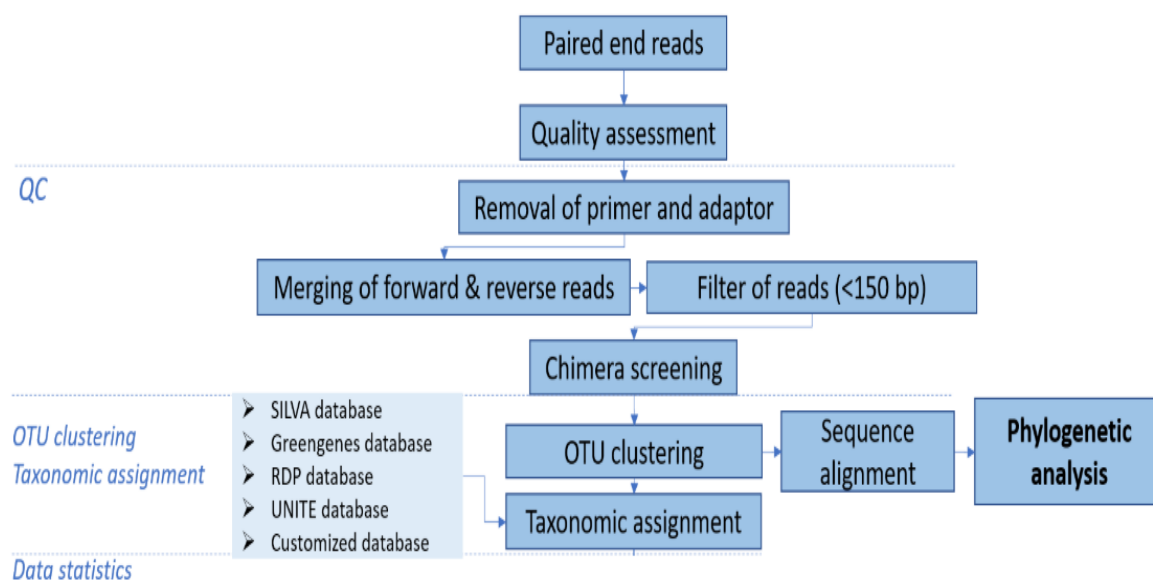 Paired end reads
Quality assessment
QC
Removal of primer and adaptor
Merging of forward & reverse reads
Filter of reads (<150 bp)
Chimera screening
OTU clustering
Taxonomic assignment
SILVA database
Greengenes database
RDP database
UNITE database
Customized database
OTU clustering
Sequence
alignment
Phylogenetic
analysis
Taxonomic assignment
Data statistics